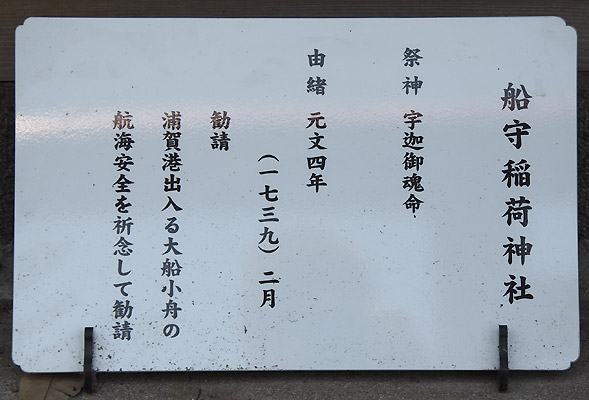 船守稲荷神社
祭神 宇迦御魂命
由緒 元文四年
(一七三九)二月
勧請
浦賀港出入る大船小舟の
航海安全を祈念して勧請